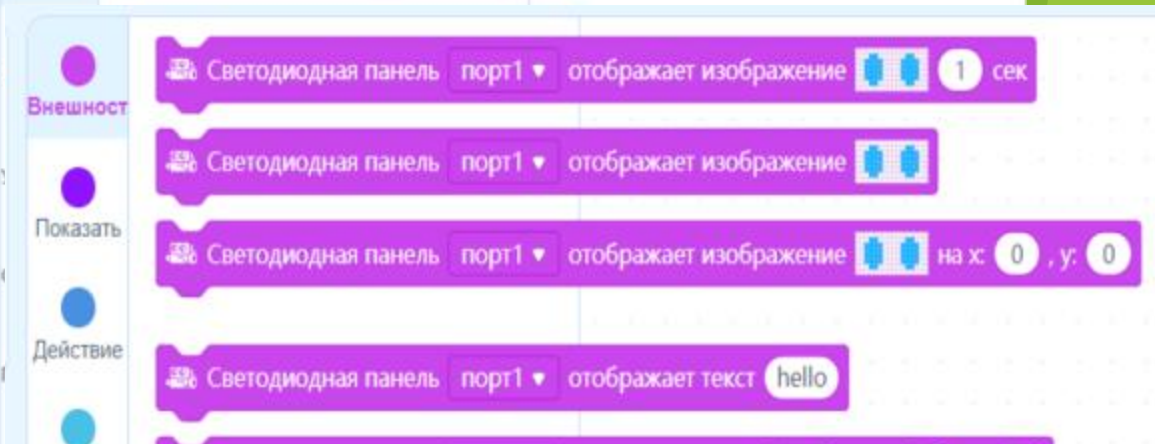 Светодиодная панель порт1 отображает изображение 1 сек
Внешност
Светодиодная панель порт1 отображает изображение
Показать
Светодиодная панель порт1 отображает изображение на x: 0 , y: 0
Действие
Светодиодная панель порт1 отображает текст hello